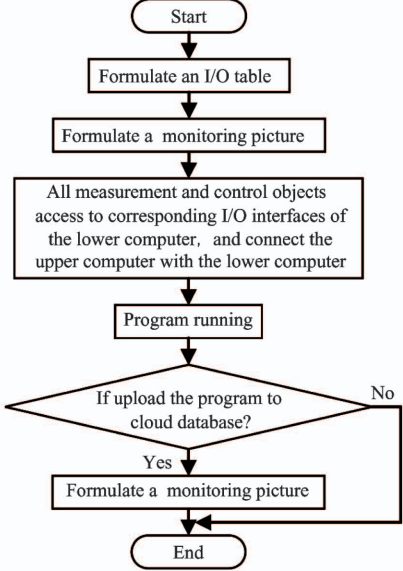 Start
Formulate an I/O table
Formulate a monitoring picture
All measurement and control objects
access to corresponding I/O interfaces of
the lower computer, and connect the
upper computer with the lower computer
Program running
If upload the program to
cloud database?
No
Yes
Formulate a monitoring picture
End